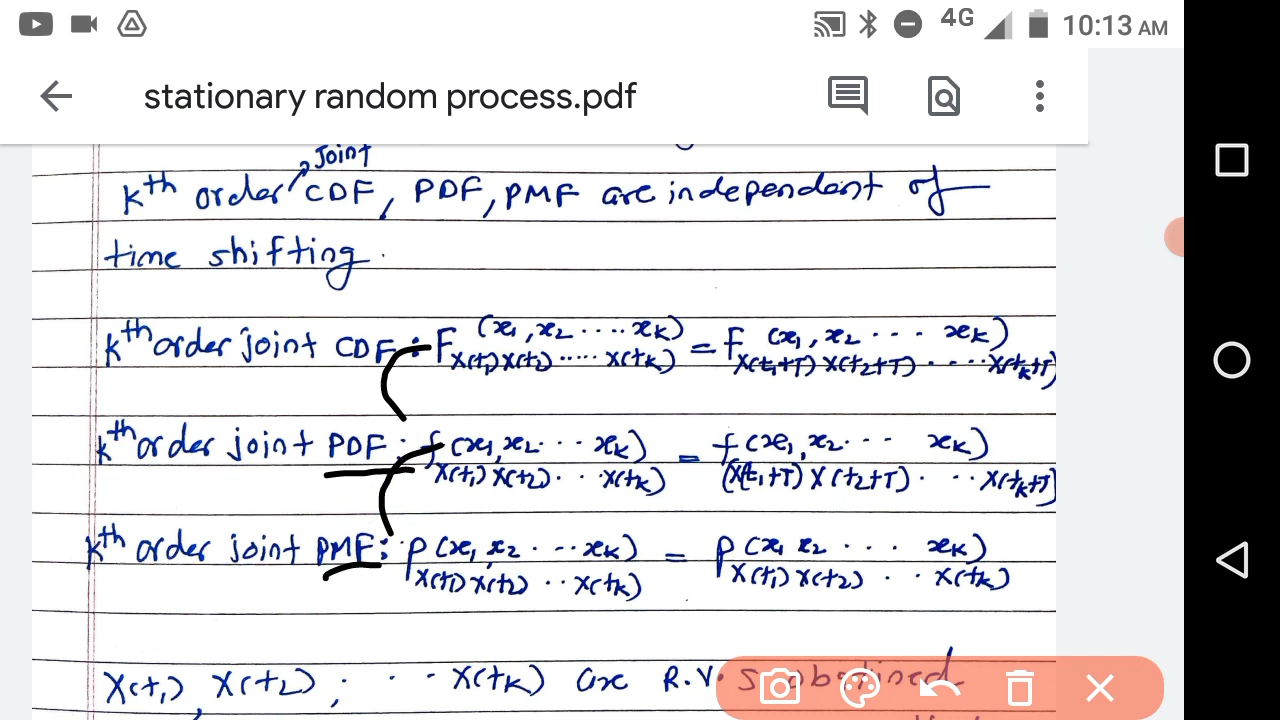 4G 10:13 AM
stationary random process.pdf
Joint
kth order CDF, PDF, PMF are independent of
time shifting.
kth order joint CDF : F (x1, x2 ····· xk) = F (x1, x2 ··· xk)
X(t1) X(t2) ····· X(tk) X(t1+T) X(t2+T) ····· X(tk+T)
kth order joint PDF : f (x1, x2 ··· xk) = f (x1, x2 ··· xk)
X(t1) X(t2) ··· X(tk) (X(t1+T) X(t2+T) ··· X(tk+T)
kth order joint PMF : P (x1, x2 ··· xk) = P (x1 x2 ··· xk)
X(t1) X(t2) ·· X(tk) X(t1) X(t2) ·· X(tk)
X(t1), X(t2), ··· X(tk) are R.V.s obtained